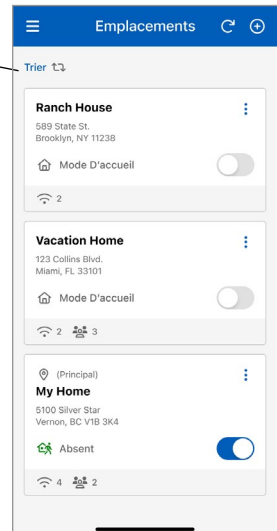 Emplacements
Trier
Ranch House
589 State St.
Brooklyn, NY 11238
Mode D'accueil
2
Vacation Home
123 Collins Blvd.
Miami, FL 33101
Mode D'accueil
2 3
(Principal)
My Home
5100 Silver Star
Vernon, BC V1B 3K4
Absent
4 2